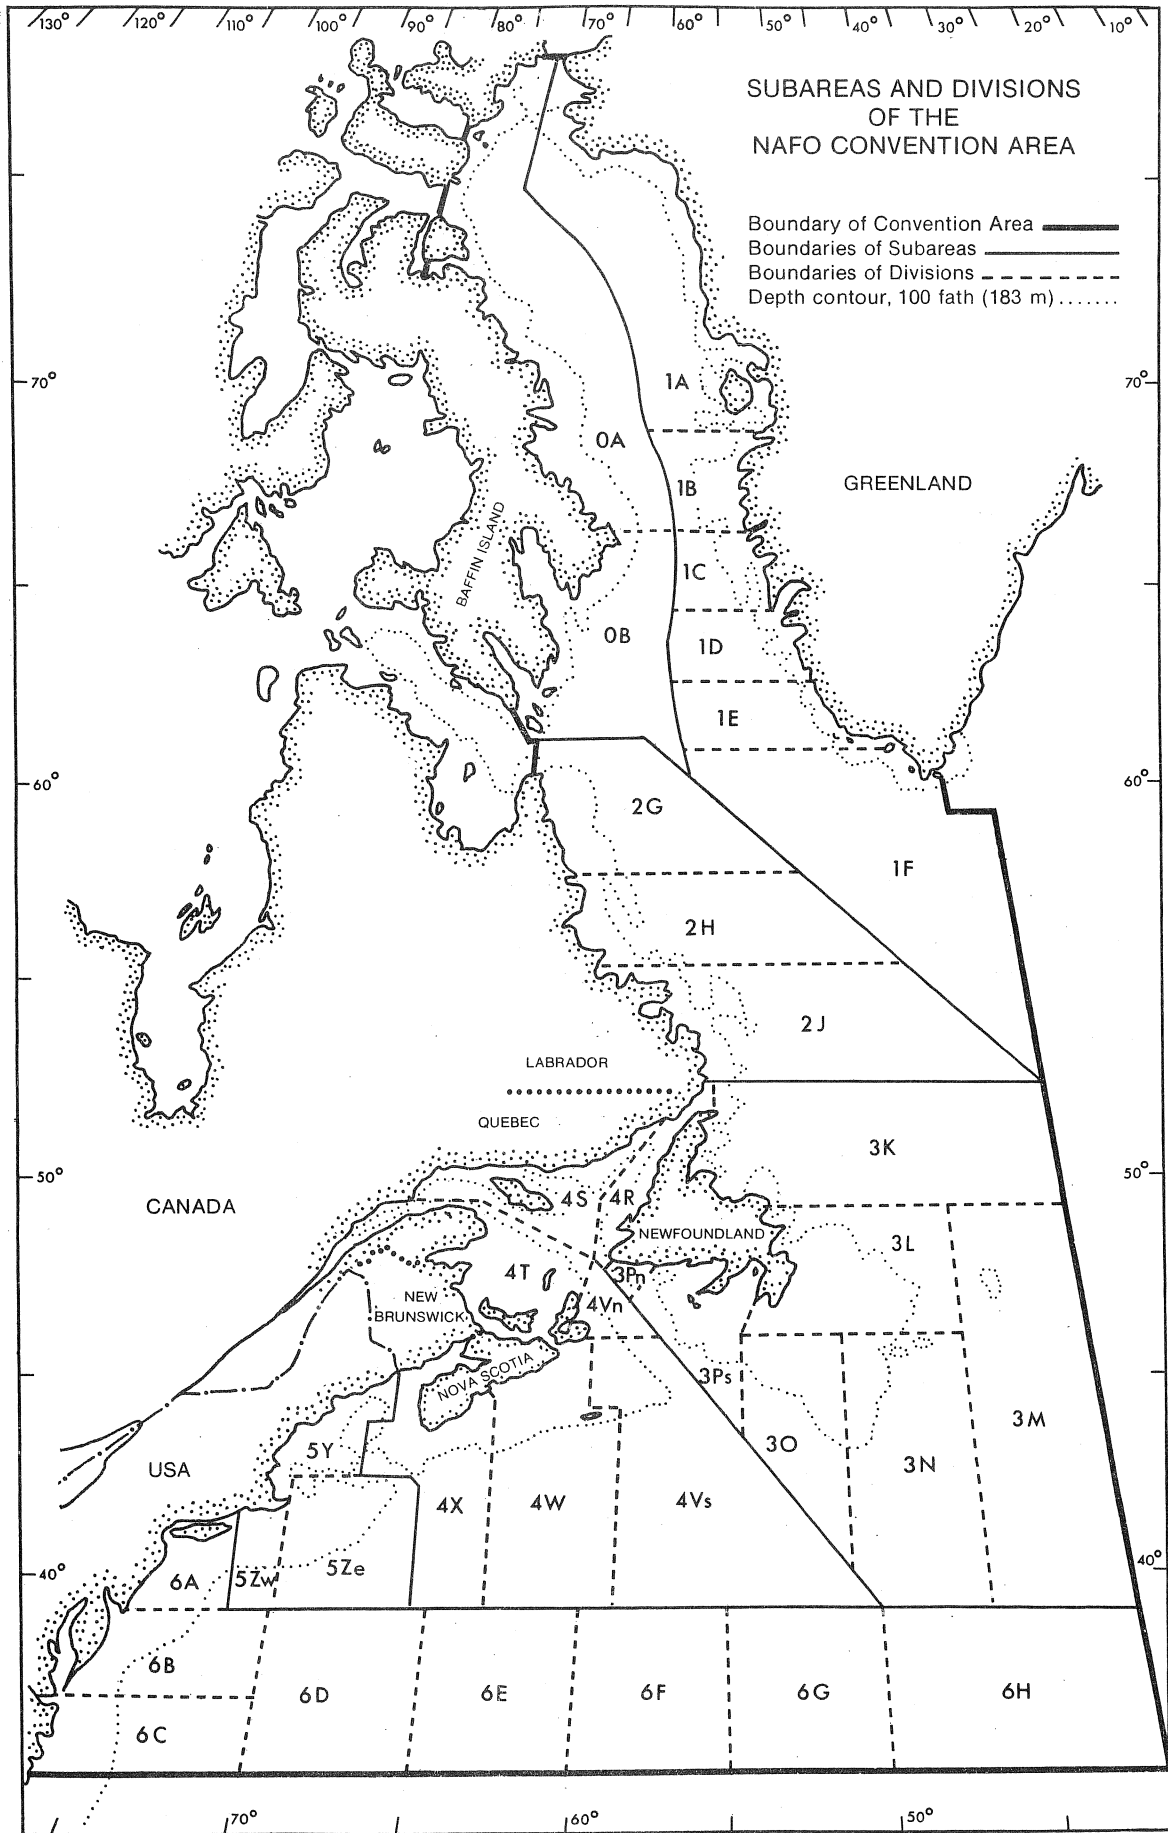 130° 120° 110° 100° 90° 80° 70° 60° 50° 40° 30° 20° 10°
SUBAREAS AND DIVISIONS
OF THE
NAFO CONVENTION AREA
Boundary of Convention Area
Boundaries of Subareas
Boundaries of Divisions
Depth contour, 100 fath (183 m)
70° 70°
1A
0A
1B
GREENLAND
BAFFIN ISLAND
1C
0B
1D
1E
60° 60°
2G
1F
2H
2J
LABRADOR
QUEBEC
3K
50° 50°
CANADA
4S 4R
NEWFOUNDLAND
3L
4T
3Pn
4Vn
NEW
BRUNSWICK
NOVA SCOTIA
3Ps
3M
3O
5Y
3N
USA
4X 4W 4Vs
40° 40°
6A 5Zw 5Ze
6B
6D 6E 6F 6G 6H
6C
70° 60° 50°